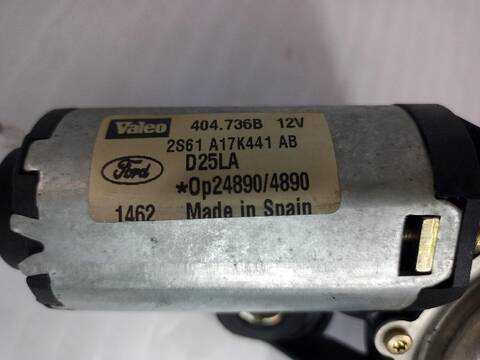 Valeo 404.736B 12V
2S61 A17K441 AB
Ford D25LA
*Op24890/4890
1462 Made in Spain